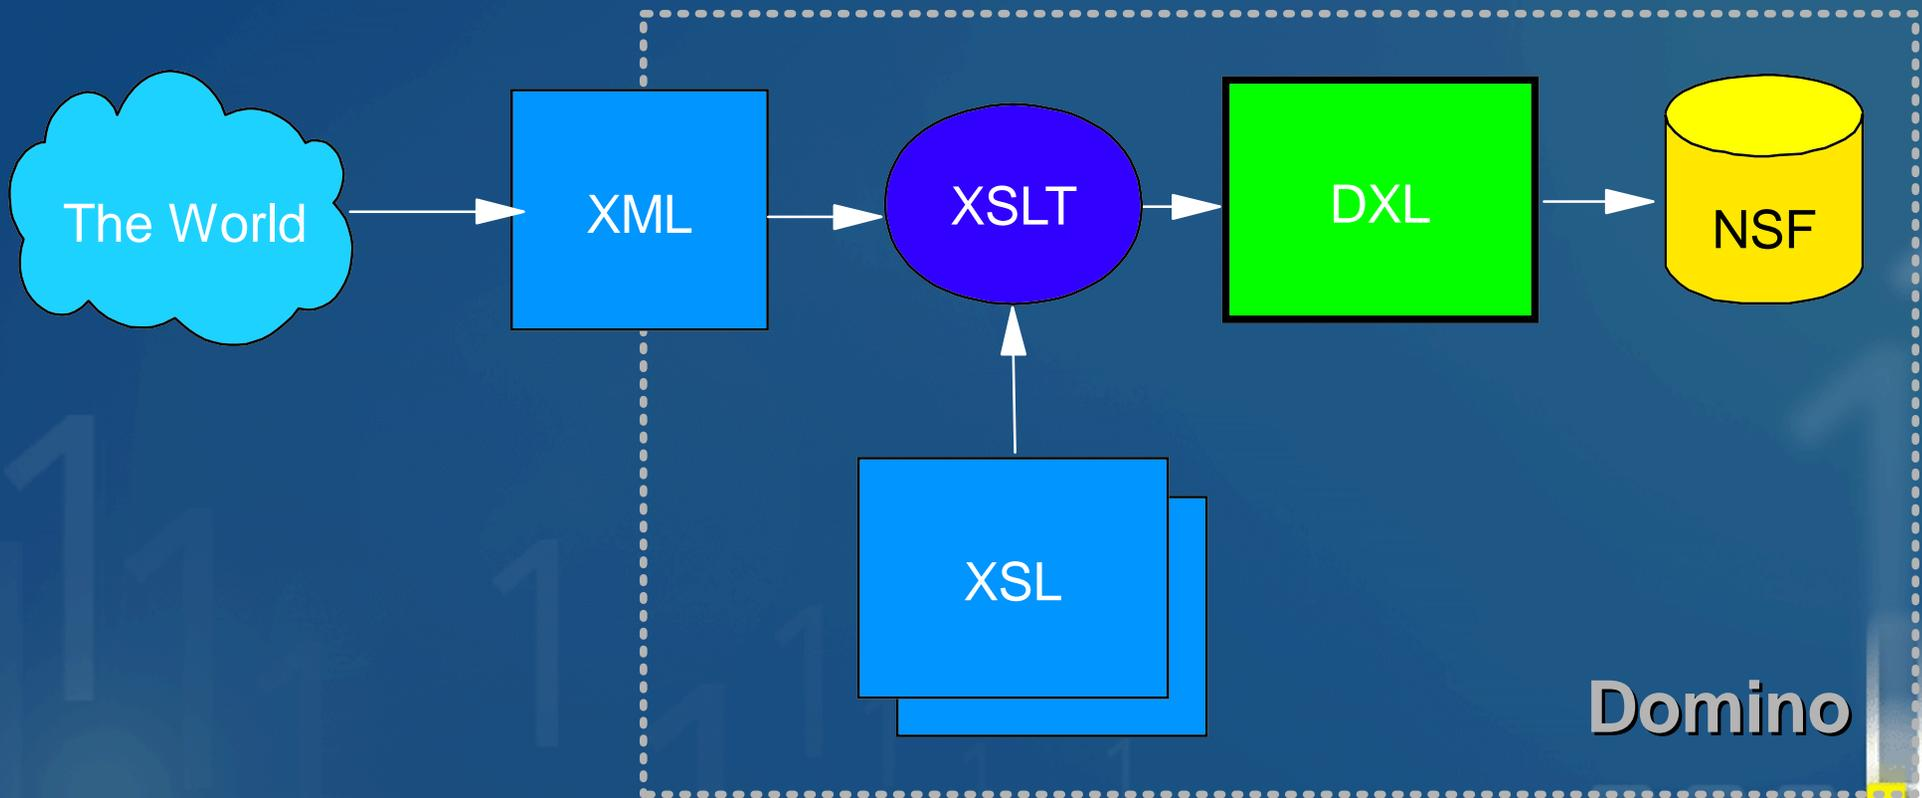 The World
XML
XSLT
DXL
NSF
XSL
Domino